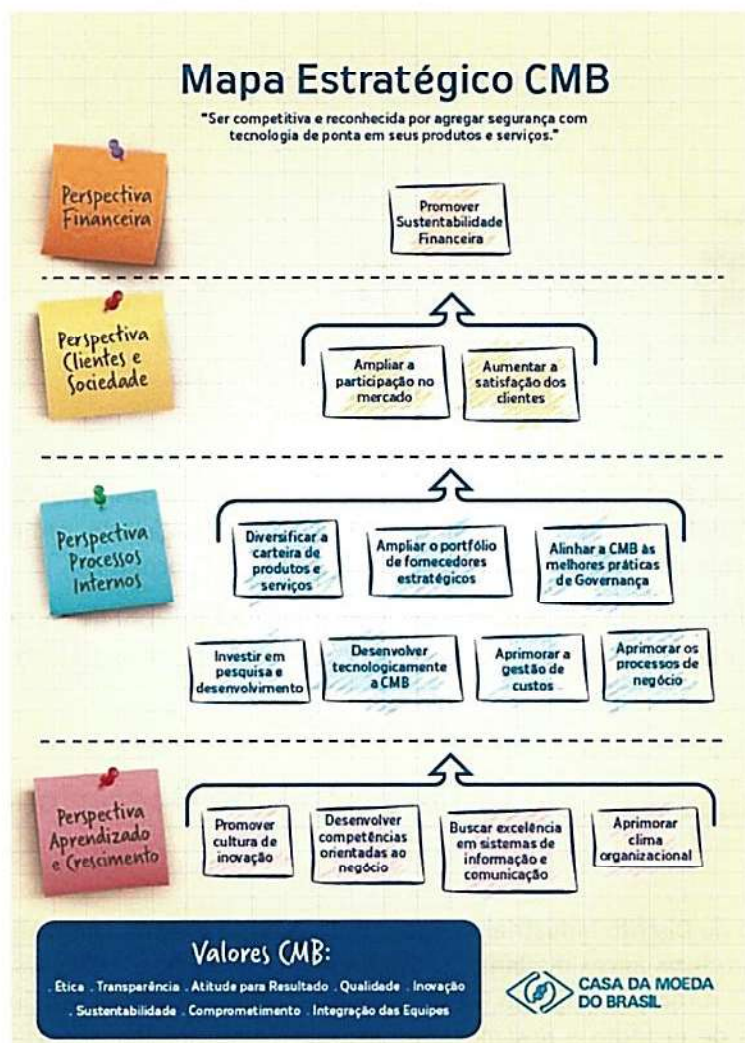 Mapa Estratégico CMB
"Ser competitiva e reconhecida por agregar segurança com
tecnologia de ponta em seus produtos e serviços."
Perspectiva
Financeira
Promover
Sustentabilidade
Financeira
Perspectiva
Clientes e
Sociedade
Ampliar a
participação no
mercado
Aumentar a
satisfação dos
clientes
Perspectiva
Processos
Internos
Diversificar a
carteira de
produtos e
serviços
Ampliar o portfólio
de fornecedores
estratégicos
Alinhar a CMB às
melhores práticas
de Governança
Investir em
pesquisa e
desenvolvimento
Desenvolver
tecnologicamente
a CMB
Aprimorar a
gestão de
custos
Aprimorar os
processos de
negócio
Perspectiva
Aprendizado
e Crescimento
Promover
cultura de
inovação
Desenvolver
competências
orientadas ao
negócio
Buscar excelência
em sistemas de
informação e
comunicação
Aprimorar
clima
organizacional
Valores CMB:
. Ética . Transparência . Atitude para Resultado . Qualidade . Inovação
. Sustentabilidade . Comprometimento . Integração das Equipes
CASA DA MOEDA
DO BRASIL